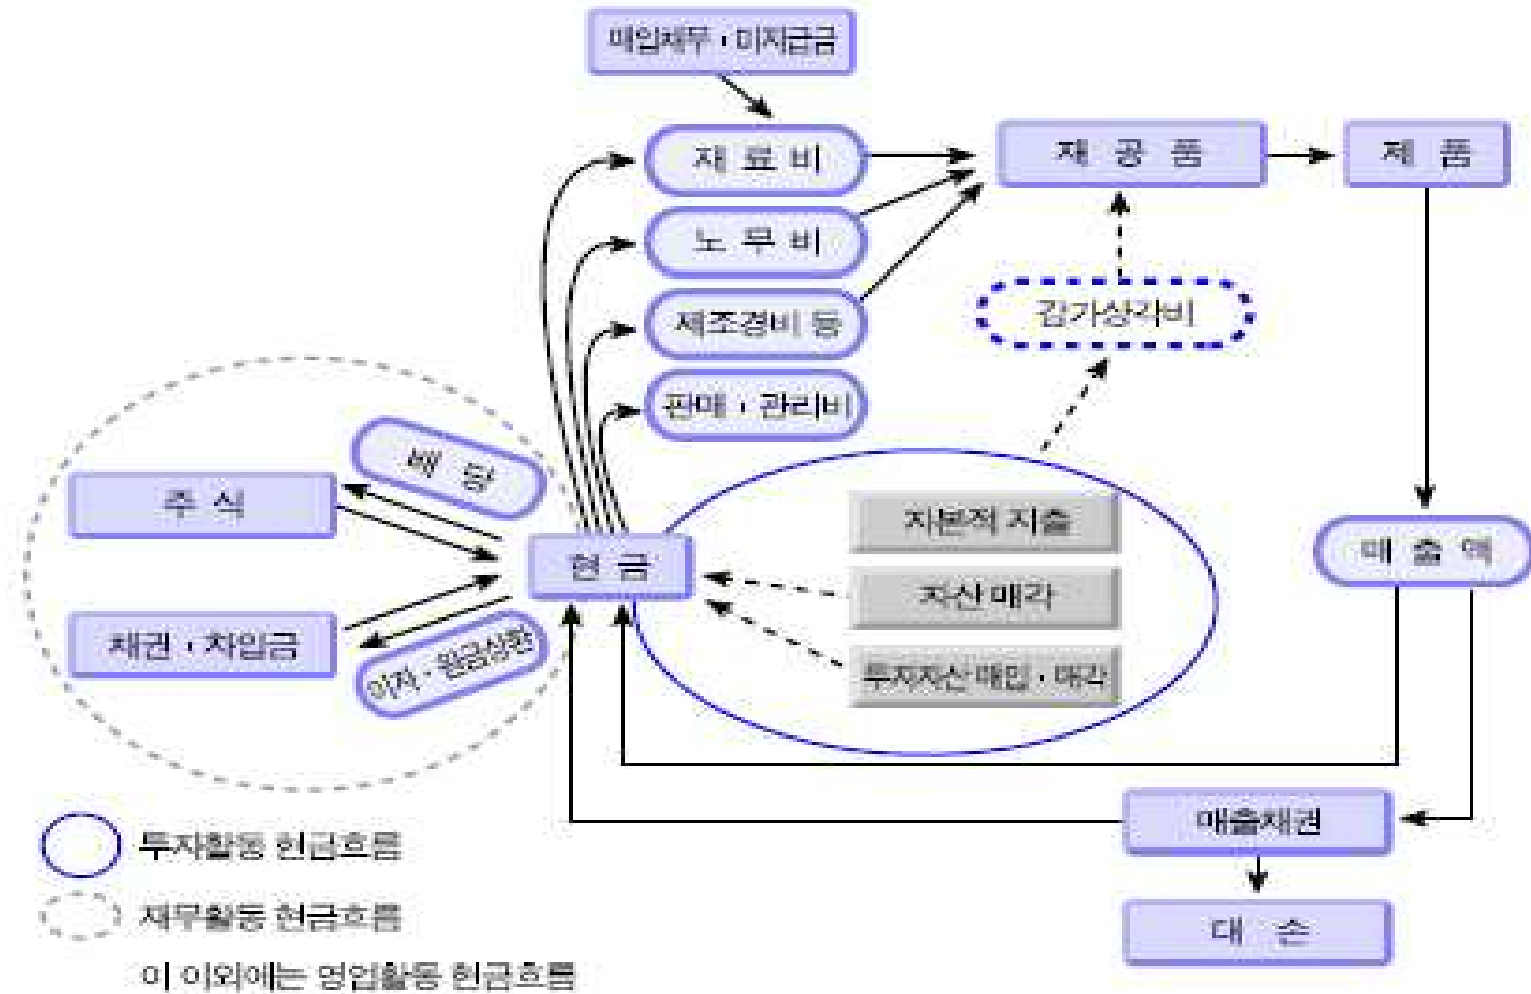 매입채무 · 미지급금
재 료 비
재 공 품
제 품
노 무 비
제조경비 등
감가상각비
판매 · 관리비
배 당
주 식
자본적 지출
현 금
매 출 액
자산 매각
채권 · 차입금
이자 · 원금상환
투자자산 매입 · 매각
매출채권
투자활동 현금흐름
재무활동 현금흐름
대 손
이 이외에는 영업활동 현금흐름